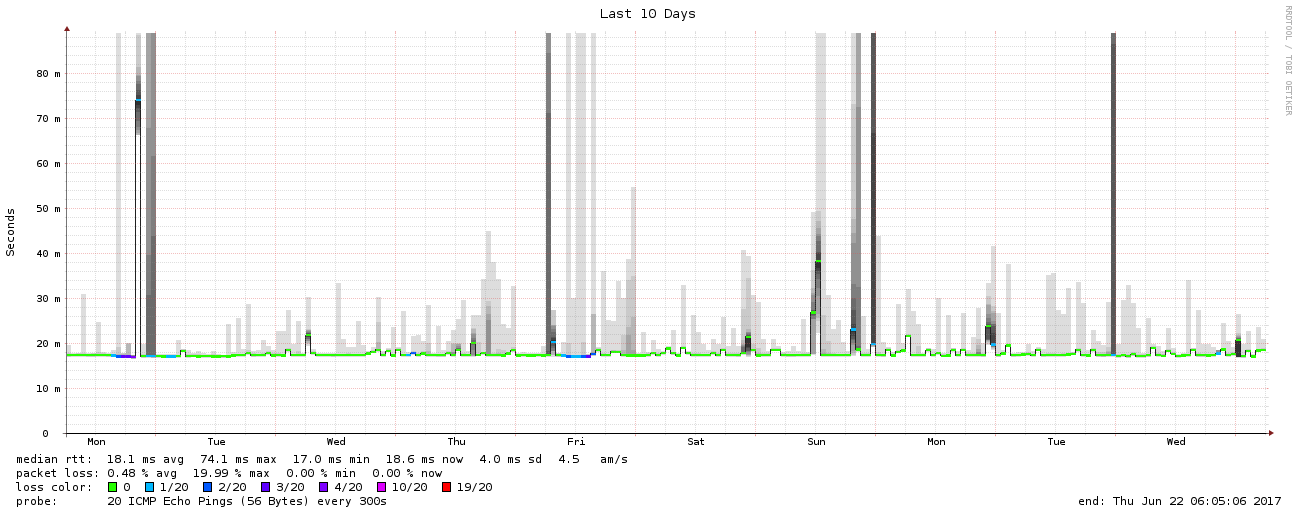 Last 10 Days
RRDTOOL / TOBI OETIKER
Seconds
80 m
70 m
60 m
50 m
40 m
30 m
20 m
10 m
0
Mon Tue Wed Thu Fri Sat Sun Mon Tue Wed
median rtt: 18.1 ms avg 74.1 ms max 17.0 ms min 18.6 ms now 4.0 ms sd 4.5 am/s
packet loss: 0.48 % avg 19.99 % max 0.00 % min 0.00 % now
loss color: 0 1/20 2/20 3/20 4/20 10/20 19/20
probe: 20 ICMP Echo Pings (56 Bytes) every 300s end: Thu Jun 22 06:05:06 2017